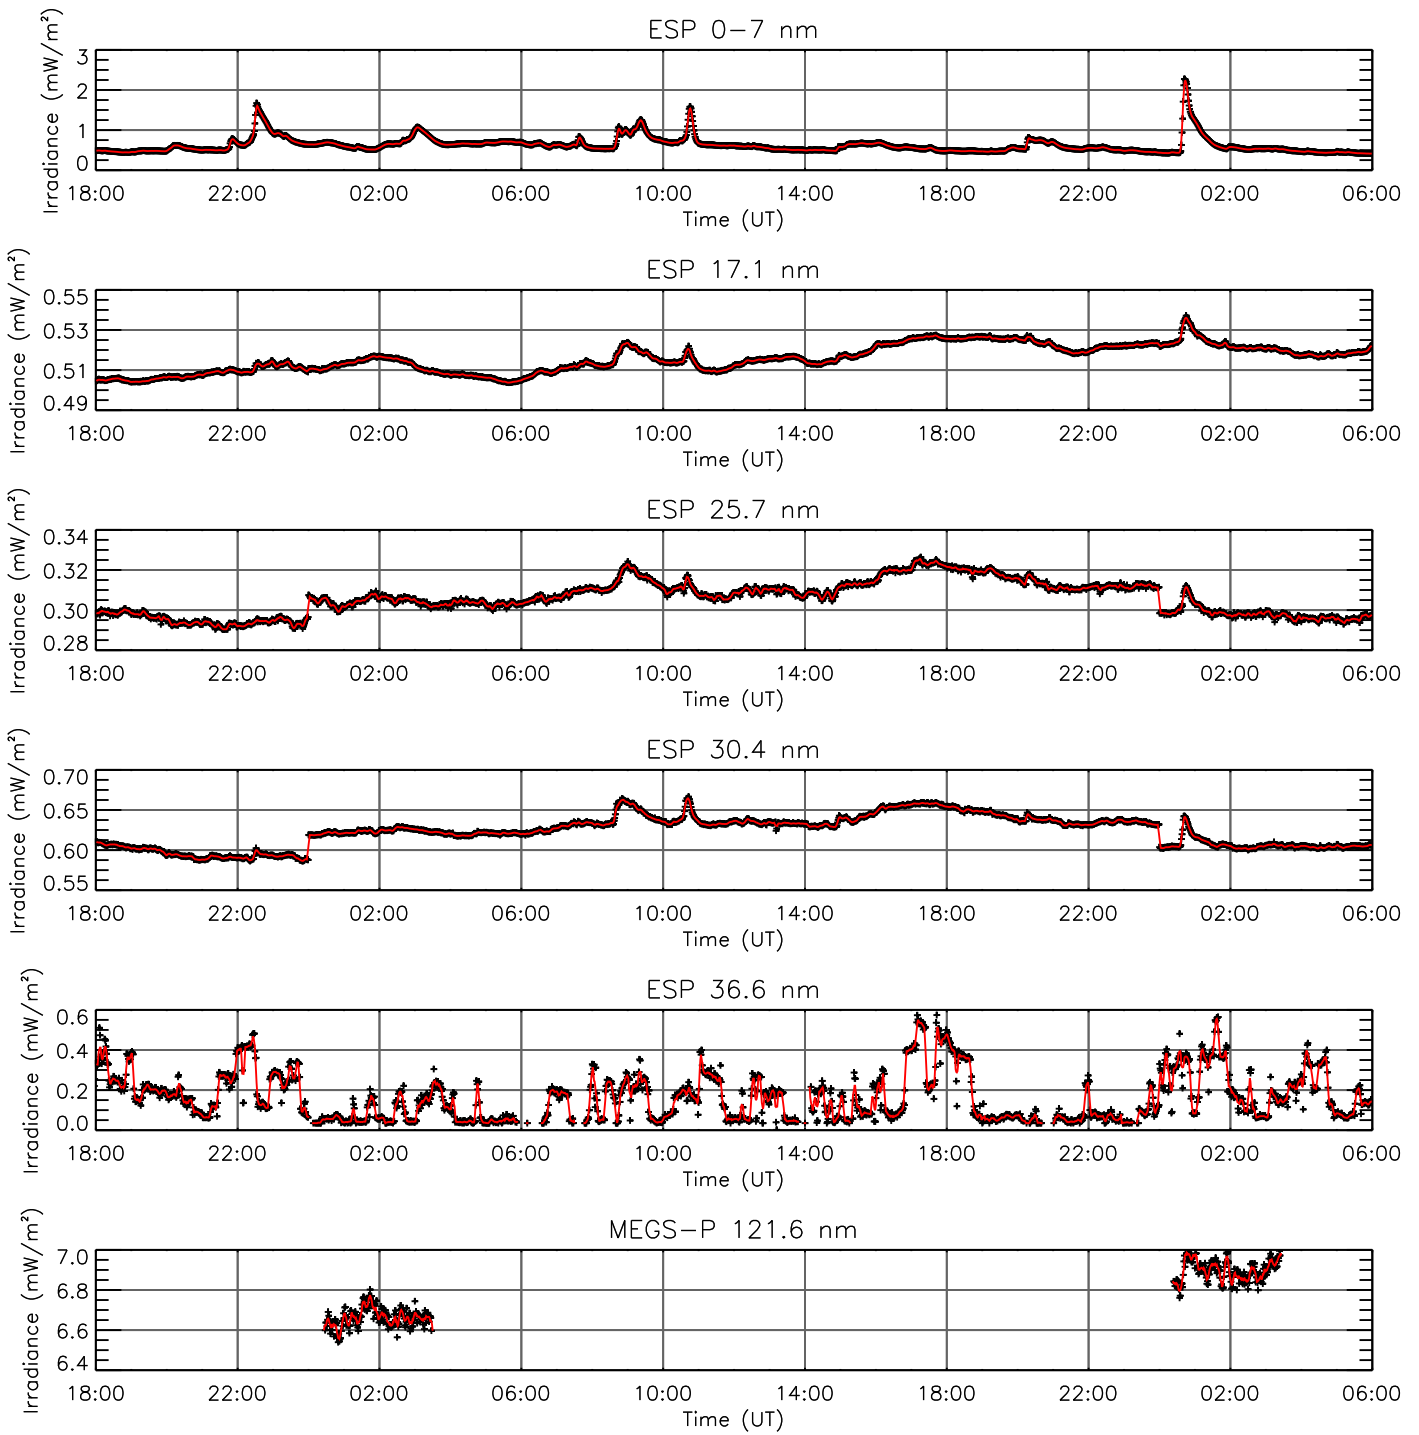 ESP 0-7 nm
Irradiance (mW/m²)
3
2
1
0
18:00 22:00 02:00 06:00 10:00 14:00 18:00 22:00 02:00 06:00
Time (UT)
ESP 17.1 nm
Irradiance (mW/m²)
0.55
0.53
0.51
0.49
18:00 22:00 02:00 06:00 10:00 14:00 18:00 22:00 02:00 06:00
Time (UT)
ESP 25.7 nm
Irradiance (mW/m²)
0.34
0.32
0.30
0.28
18:00 22:00 02:00 06:00 10:00 14:00 18:00 22:00 02:00 06:00
Time (UT)
ESP 30.4 nm
Irradiance (mW/m²)
0.70
0.65
0.60
0.55
18:00 22:00 02:00 06:00 10:00 14:00 18:00 22:00 02:00 06:00
Time (UT)
ESP 36.6 nm
Irradiance (mW/m²)
0.6
0.4
0.2
0.0
18:00 22:00 02:00 06:00 10:00 14:00 18:00 22:00 02:00 06:00
Time (UT)
MEGS-P 121.6 nm
Irradiance (mW/m²)
7.0
6.8
6.6
6.4
18:00 22:00 02:00 06:00 10:00 14:00 18:00 22:00 02:00 06:00
Time (UT)